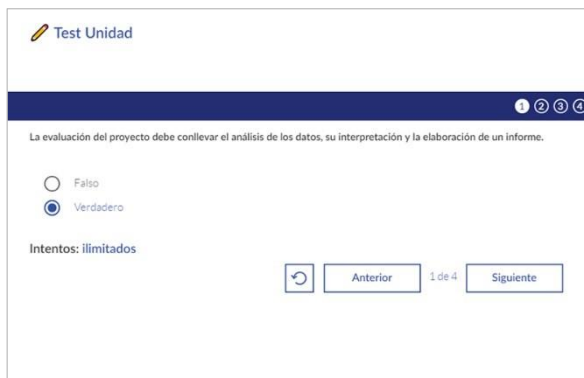 Test Unidad
1 2 3 4
La evaluación del proyecto debe conllevar el análisis de los datos, su interpretación y la elaboración de un informe.
Falso
Verdadero
Intentos: ilimitados
Anterior 1 de 4 Siguiente